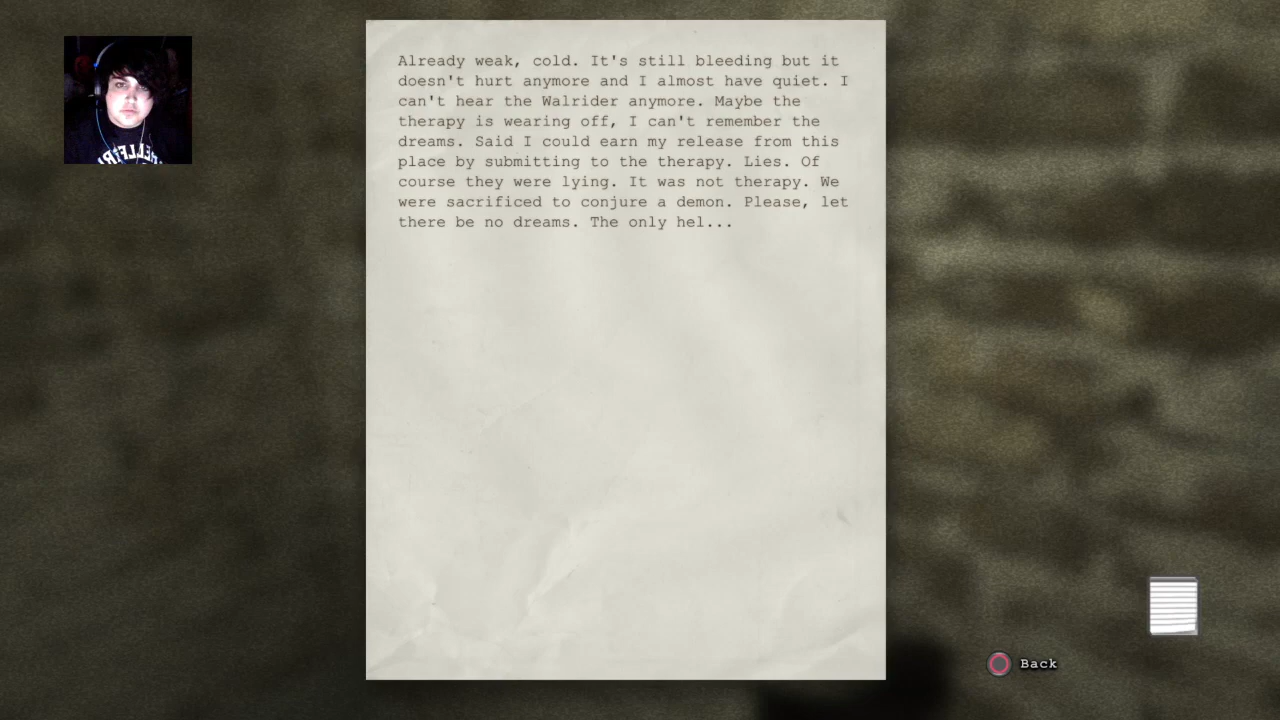 Already weak, cold. It's still bleeding but it
doesn't hurt anymore and I almost have quiet. I
can't hear the Walrider anymore. Maybe the
therapy is wearing off, I can't remember the
dreams. Said I could earn my release from this
place by submitting to the therapy. Lies. Of
course they were lying. It was not therapy. We
were sacrificed to conjure a demon. Please, let
there be no dreams. The only hel...
Back